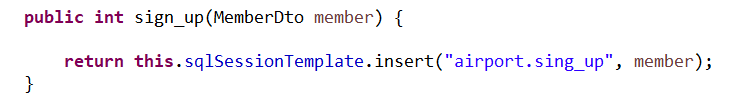 public int sign_up(MemberDto member) {
return this.sqlSessionTemplate.insert("airport.sing_up", member);
}